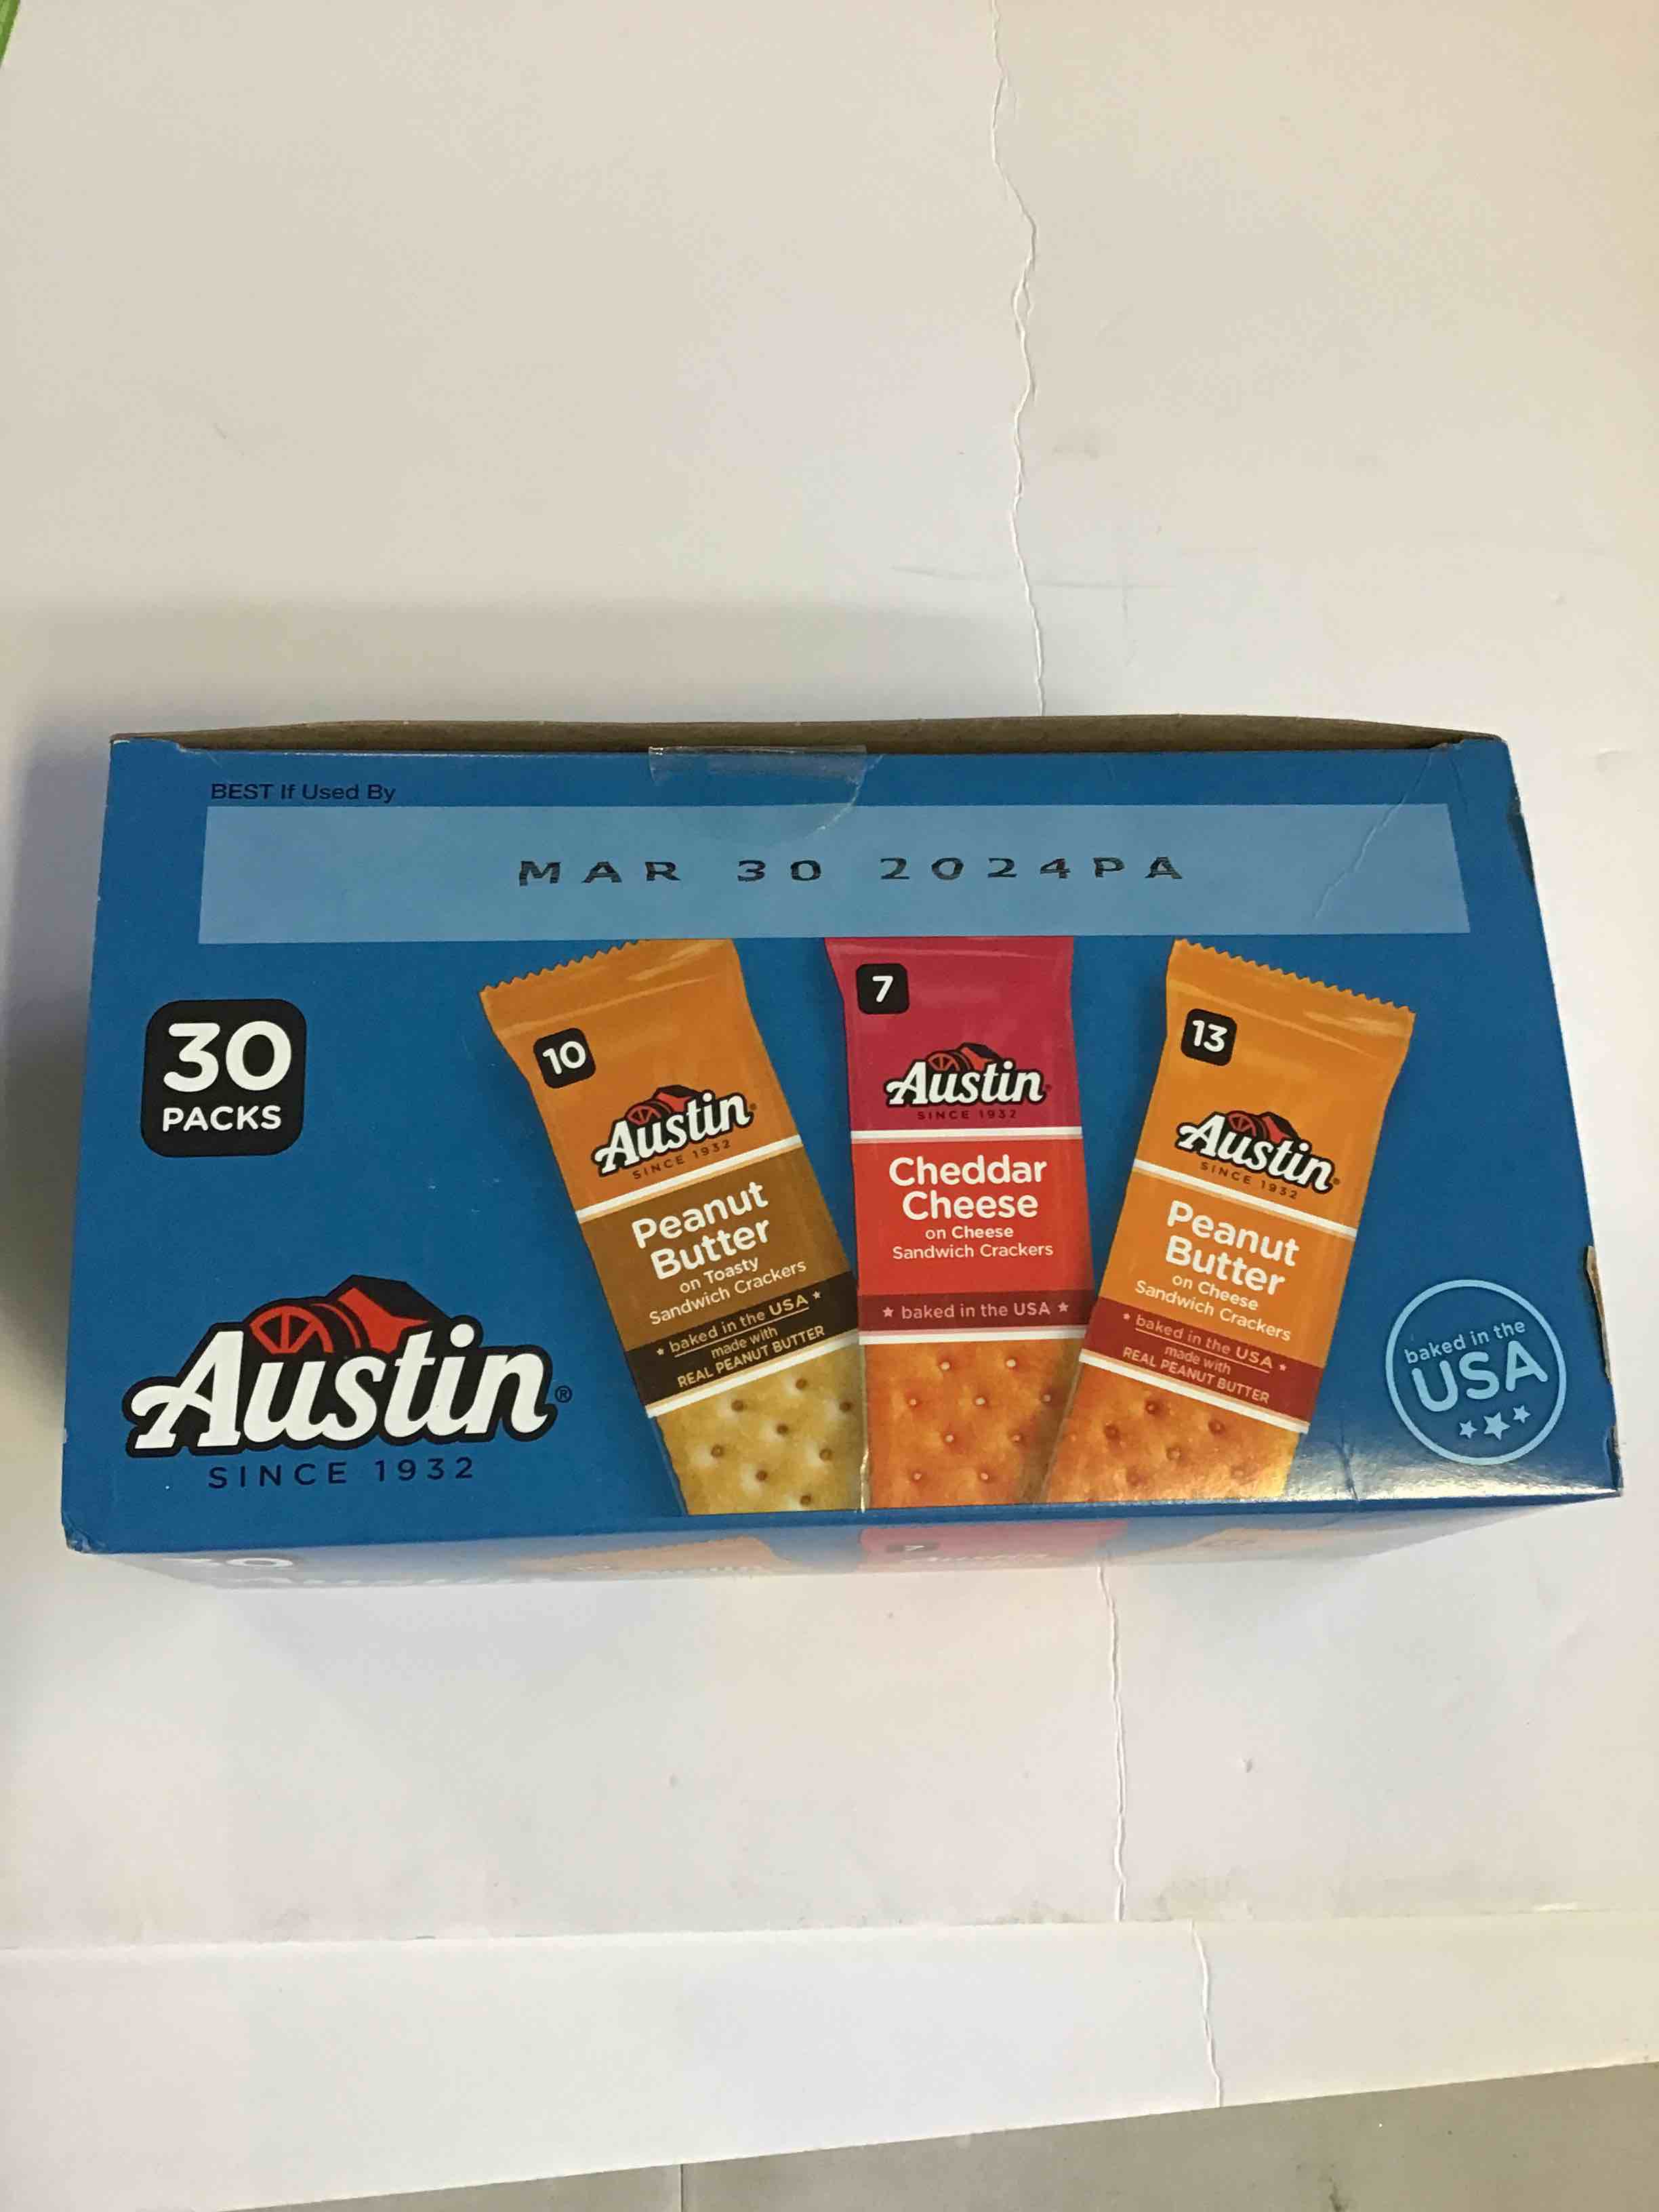 BEST If Used By
MAR 30 2024PA
30
PACKS
Austin®
SINCE 1932
10
Austin
SINCE 1932
Peanut
Butter
on Toasty
Sandwich Crackers
★ baked in the USA ★
made with
REAL PEANUT BUTTER
7
Austin
SINCE 1932
Cheddar
Cheese
on Cheese
Sandwich Crackers
★ baked in the USA ★
13
Austin
SINCE 1932
Peanut
Butter
on Cheese
Sandwich Crackers
★ baked in the USA ★
made with
REAL PEANUT BUTTER
baked in the
USA